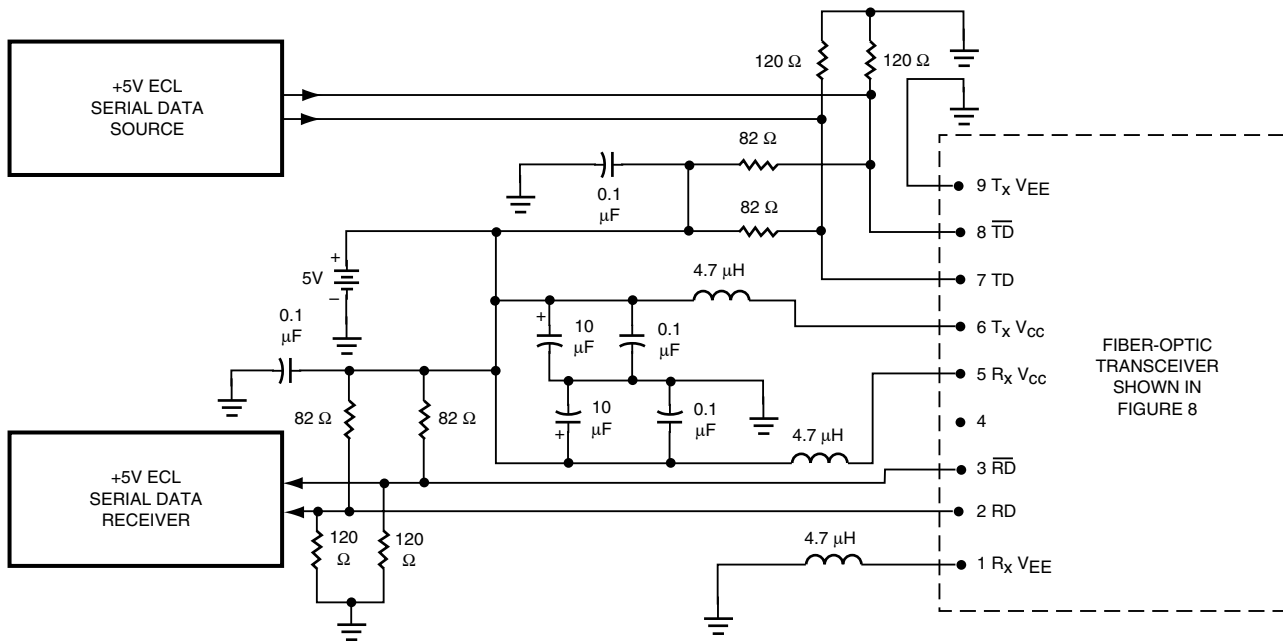 +5V ECL
SERIAL DATA
SOURCE
120 Ω
120 Ω
82 Ω
0.1
μF
82 Ω
9 TX VEE
8 TD
7 TD
+
5V
–
4.7 μH
6 TX VCC
0.1
μF
+
10
μF
0.1
μF
5 RX VCC
FIBER-OPTIC
TRANSCEIVER
SHOWN IN
FIGURE 8
82 Ω
82 Ω
10
μF
+
0.1
μF
4
4.7 μH
3 RD
+5V ECL
SERIAL DATA
RECEIVER
2 RD
120
Ω
120
Ω
4.7 μH
1 RX VEE